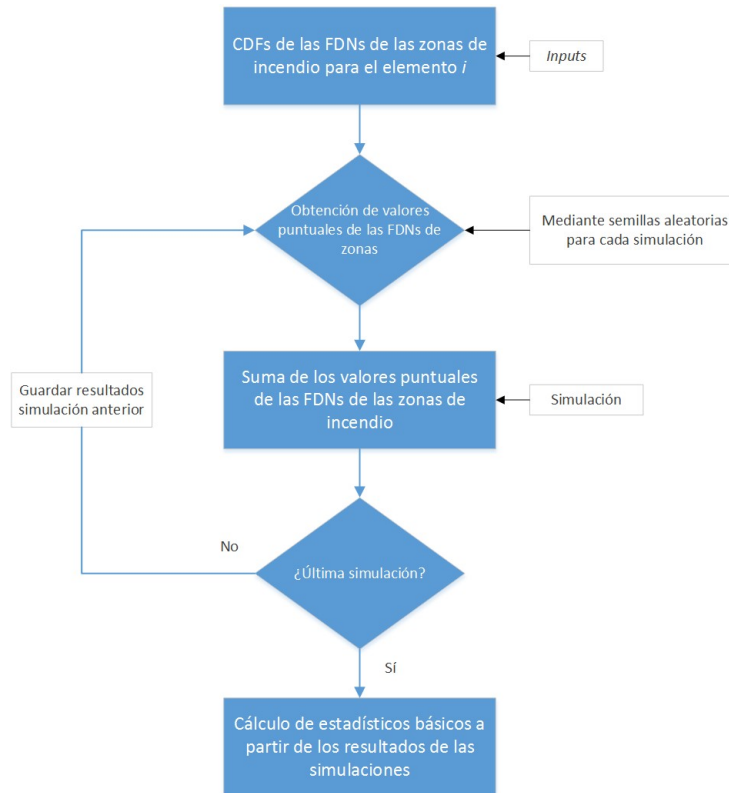 CDFs de las FDNs de las zonas de
incendio para el elemento i
Inputs
Obtención de valores
puntuales de las FDNs de
zonas
Mediante semillas aleatorias
para cada simulación
Suma de los valores puntuales
de las FDNs de las zonas de
incendio
Simulación
Guardar resultados
simulación anterior
No
¿Última simulación?
Sí
Cálculo de estadísticos básicos a
partir de los resultados de las
simulaciones